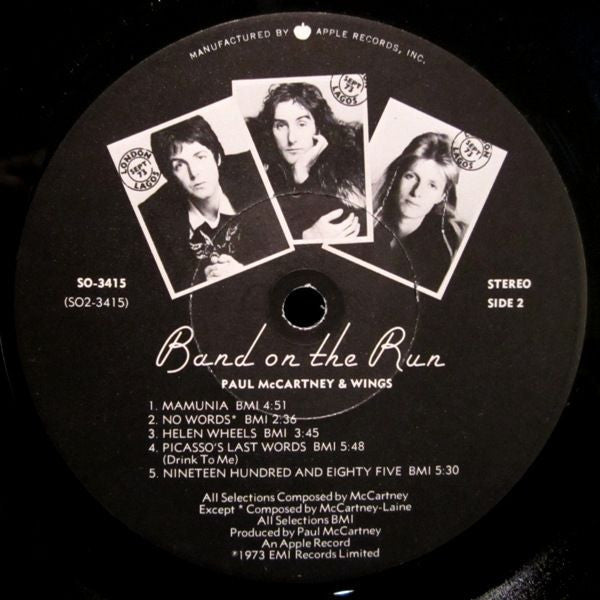 MANUFACTURED BY APPLE RECORDS, INC.
LONDON SEPT 73 LAGOS
SEPT 73 LAGOS
LONDON SEPT 73 LAGOS
SO-3415
(SO2-3415)
STEREO
SIDE 2
Band on the Run
PAUL McCARTNEY & WINGS
1. MAMUNIA BMI 4:51
2. NO WORDS* BMI 2:36
3. HELEN WHEELS BMI 3:45
4. PICASSO'S LAST WORDS BMI 5:48
(Drink To Me)
5. NINETEEN HUNDRED AND EIGHTY FIVE BMI 5:30
All Selections Composed by McCartney
Except * Composed by McCartney-Laine
All Selections BMI
Produced by Paul McCartney
An Apple Record
℗1973 EMI Records Limited